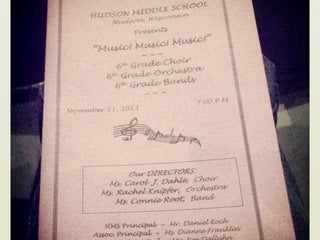 HUDSON MIDDLE SCHOOL
Hudson, Wisconsin
Presents
"Music! Music! Music!"
~ ~ ~
6th Grade Choir
6th Grade Orchestra
6th Grade Bands
November 21, 2013 7:00 P.M.
Our DIRECTORS:
Ms. Carol J. Dahle, Choir
Ms. Rachel Knipfer, Orchestra
Ms. Connie Root, Band
HMS Principal ~ Mr. Daniel Koch
Assoc. Principal ~ Ms. Dianne Franklin